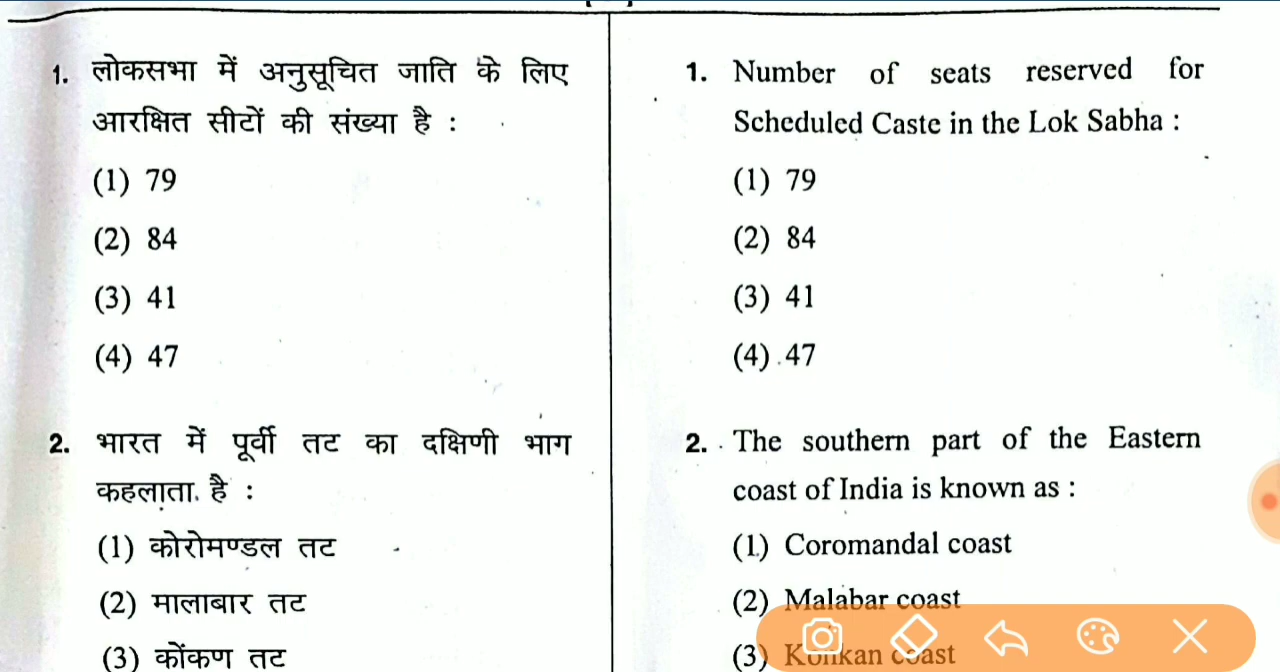 1. लोकसभा में अनुसूचित जाति के लिए
आरक्षित सीटों की संख्या है :
(1) 79
(2) 84
(3) 41
(4) 47
2. भारत में पूर्वी तट का दक्षिणी भाग
कहलाता है :
(1) कोरोमण्डल तट
(2) मालाबार तट
(3) कोंकण तट
1. Number of seats reserved for
Scheduled Caste in the Lok Sabha :
(1) 79
(2) 84
(3) 41
(4) 47
2. The southern part of the Eastern
coast of India is known as :
(1) Coromandal coast
(2) Malabar coast
(3) Konkan coast